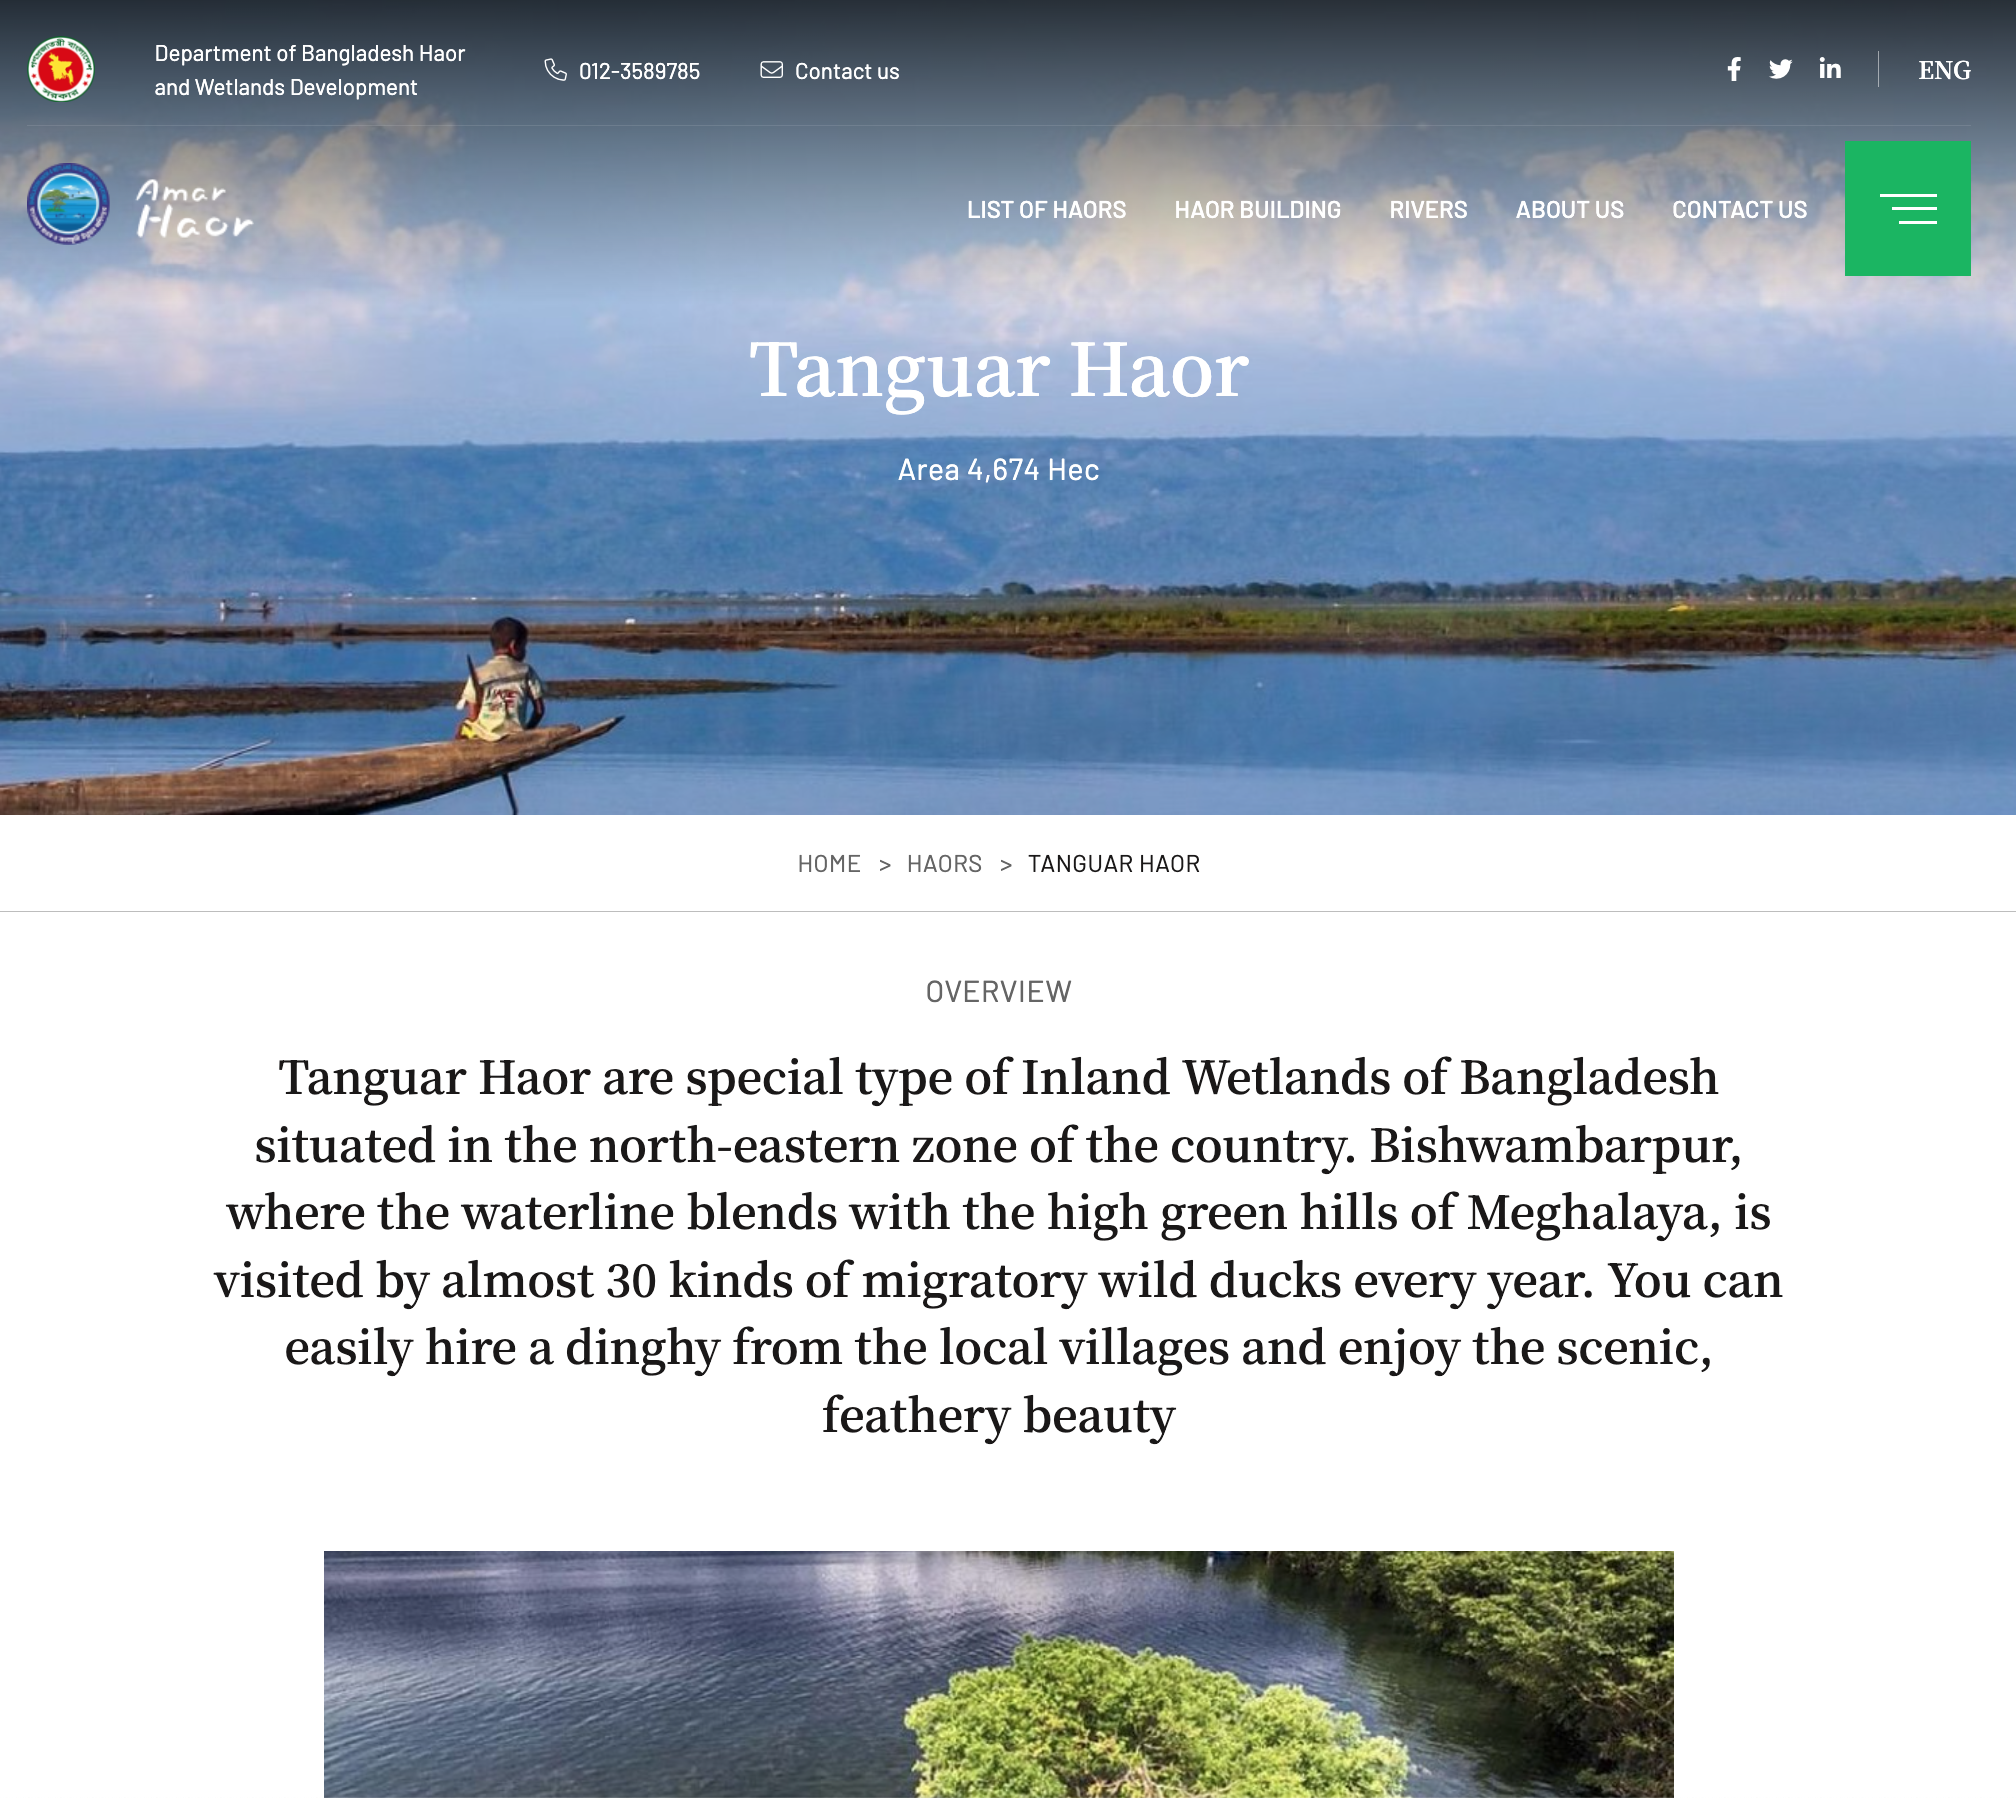 Department of Bangladesh Haor
and Wetlands Development
012-3589785
Contact us
ENG
Amar
Haor
LIST OF HAORS
HAOR BUILDING
RIVERS
ABOUT US
CONTACT US
Tanguar Haor
Area 4,674 Hec
HOME > HAORS > TANGUAR HAOR
OVERVIEW
Tanguar Haor are special type of Inland Wetlands of Bangladesh
situated in the north-eastern zone of the country. Bishwambarpur,
where the waterline blends with the high green hills of Meghalaya, is
visited by almost 30 kinds of migratory wild ducks every year. You can
easily hire a dinghy from the local villages and enjoy the scenic,
feathery beauty